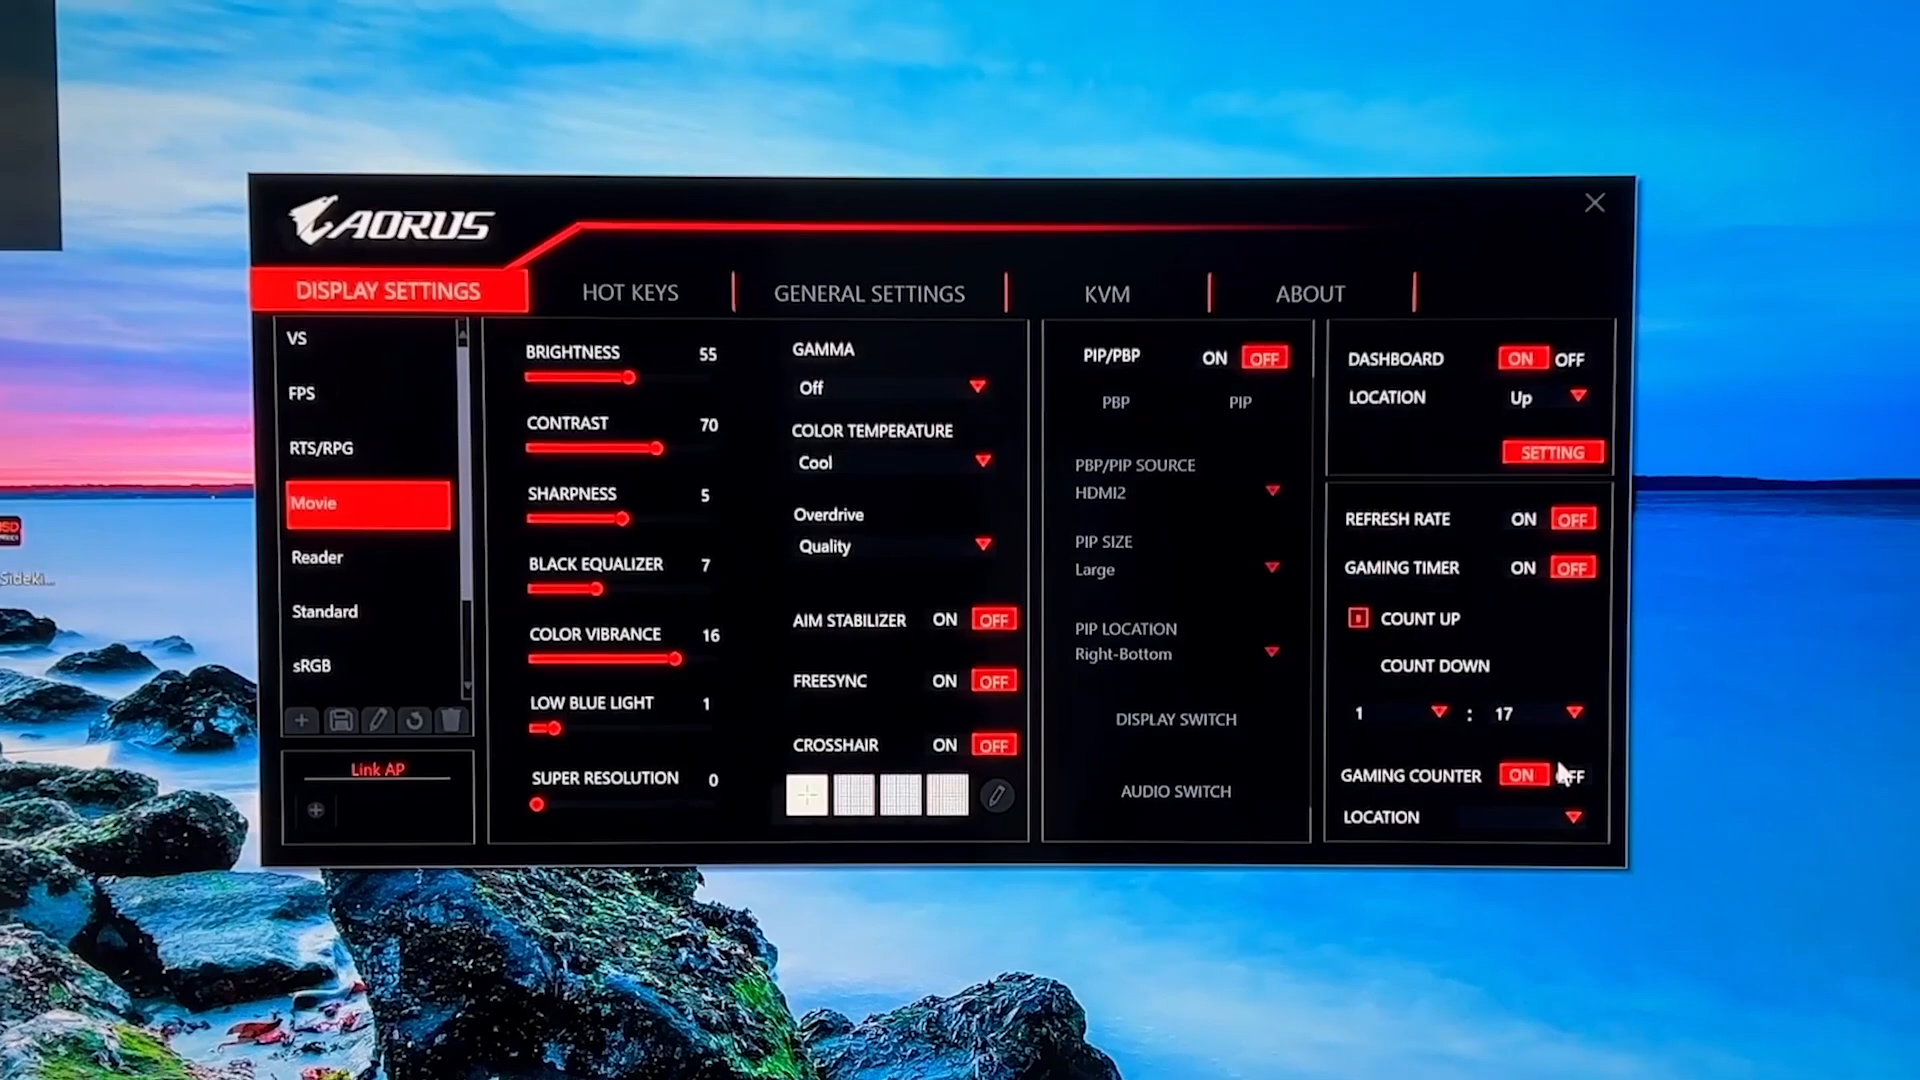 AORUS
DISPLAY SETTINGS
HOT KEYS
GENERAL SETTINGS
KVM
ABOUT
VS
FPS
RTS/RPG
Movie
Reader
Standard
sRGB
Link AP
BRIGHTNESS 55
CONTRAST 70
SHARPNESS 5
BLACK EQUALIZER 7
COLOR VIBRANCE 16
LOW BLUE LIGHT 1
SUPER RESOLUTION 0
GAMMA
Off
COLOR TEMPERATURE
Cool
Overdrive
Quality
AIM STABILIZER ON OFF
FREESYNC ON OFF
CROSSHAIR ON OFF
PIP/PBP ON OFF
PBP PIP
PBP/PIP SOURCE
HDMI2
PIP SIZE
Large
PIP LOCATION
Right-Bottom
DISPLAY SWITCH
AUDIO SWITCH
DASHBOARD ON OFF
LOCATION Up
SETTING
REFRESH RATE ON OFF
GAMING TIMER ON OFF
COUNT UP
COUNT DOWN
1 : 17
GAMING COUNTER ON OFF
LOCATION
Sideki...